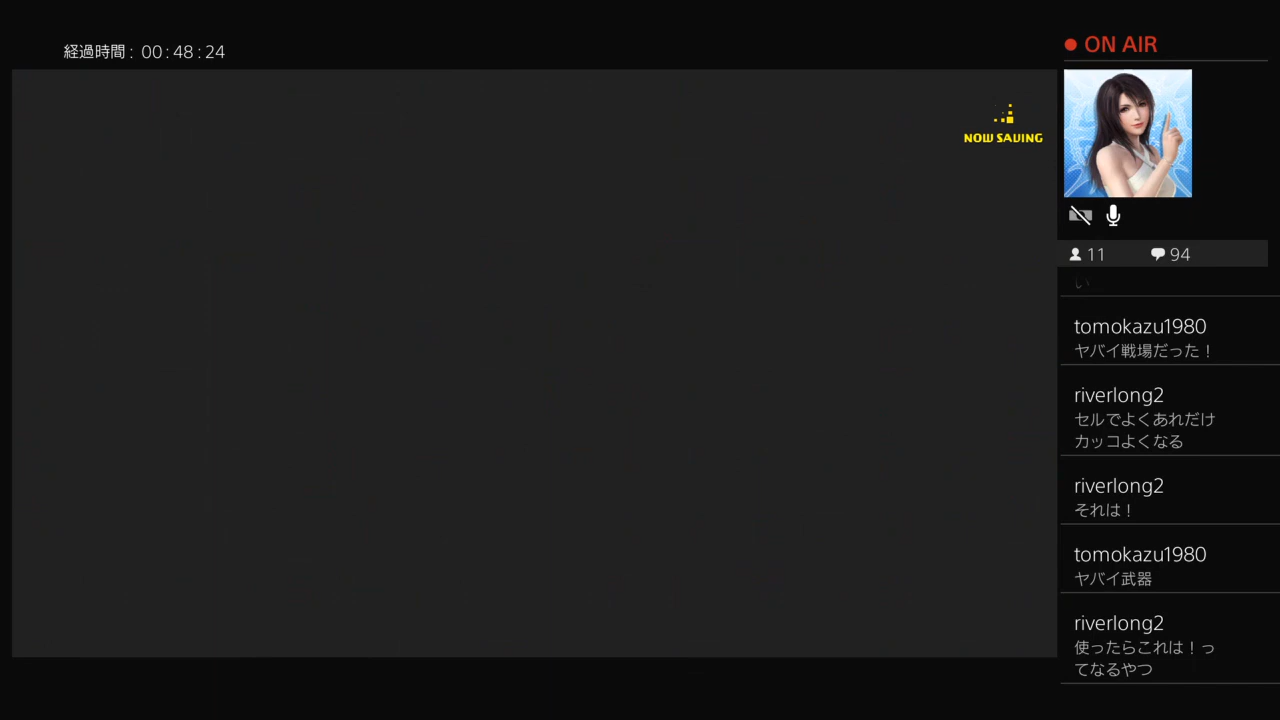 経過時間 : 00:48:24
ON AIR
NOW SAVING
11
94
い
tomokazu1980
ヤバイ戦場だった！
riverlong2
セルでよくあれだけ
カッコよくなる
riverlong2
それは！
tomokazu1980
ヤバイ武器
riverlong2
使ったらこれは！っ
てなるやつ